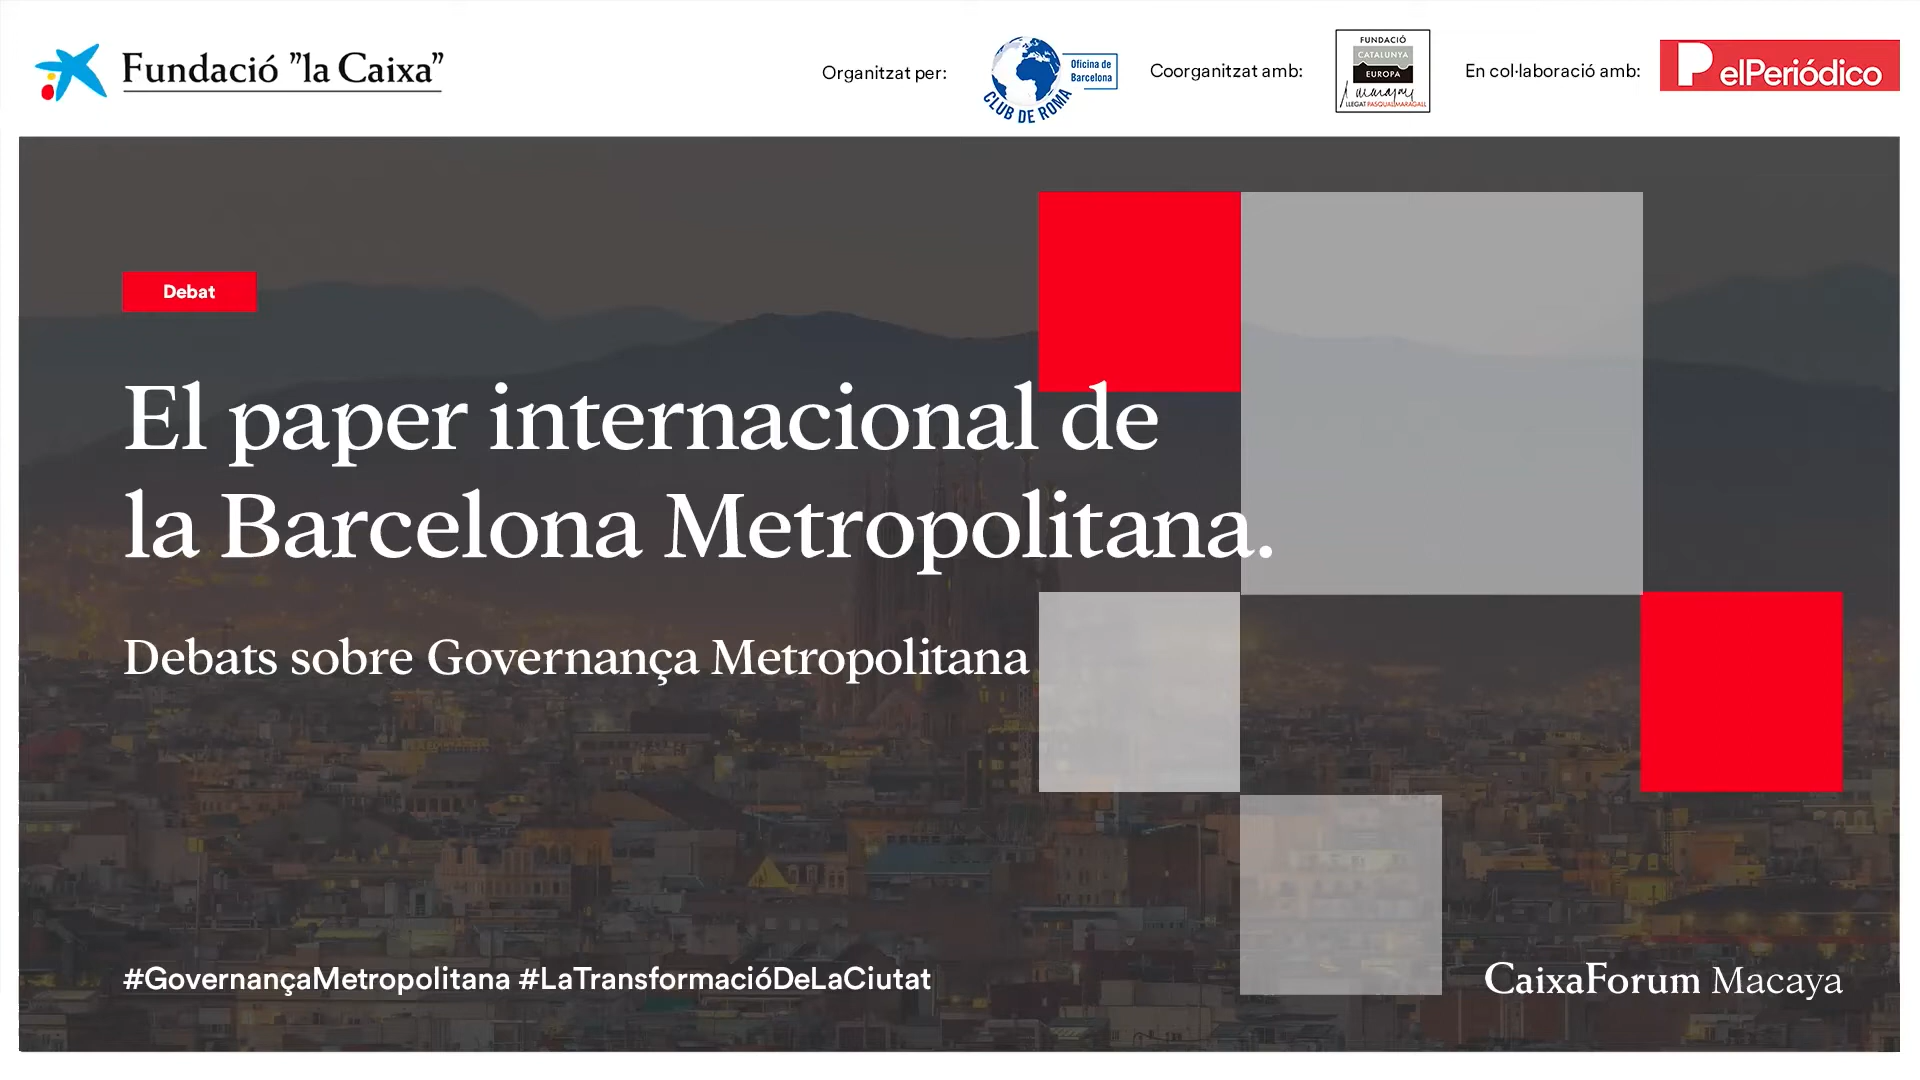 Fundació "la Caixa"
Organitzat per:
CLUB DE ROMA
Oficina de
Barcelona
Coorganitzat amb:
FUNDACIÓ
CATALUNYA
EUROPA
LLEGAT PASQUAL MARAGALL
En col·laboració amb:
elPeriódico
Debat
El paper internacional de
la Barcelona Metropolitana.
Debats sobre Governança Metropolitana
#GovernançaMetropolitana #LaTransformacióDeLaCiutat
CaixaForum Macaya